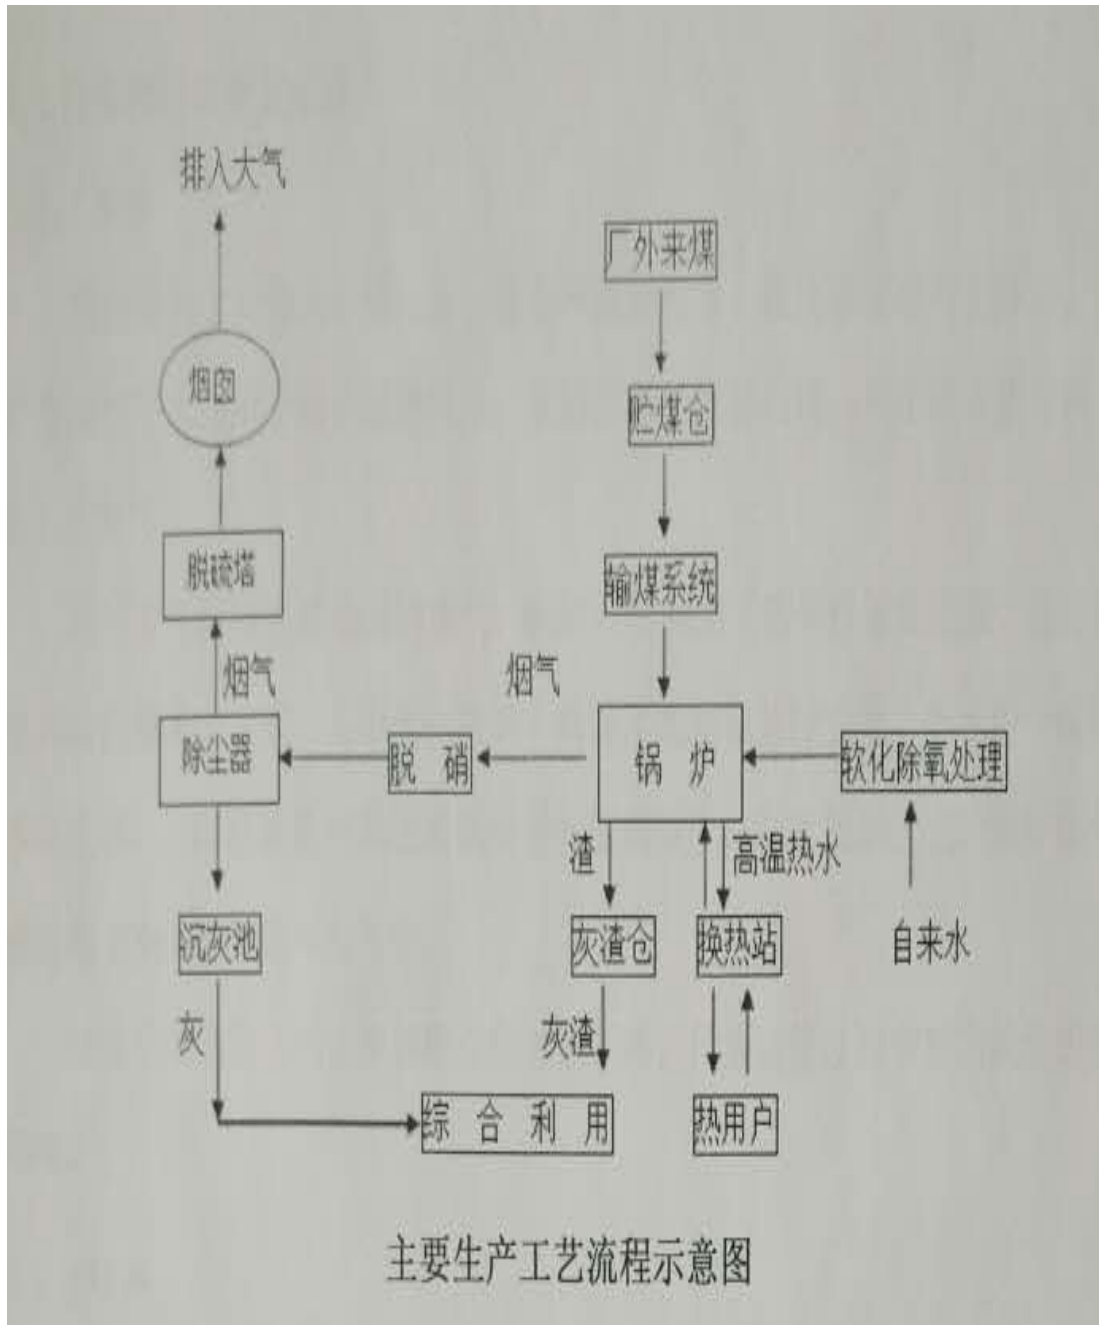 排入大气
厂外来煤
烟囱
贮煤仓
脱硫塔
输煤系统
烟气
烟气
除尘器
脱 硝
锅 炉
软化除氧处理
渣
高温热水
沉灰池
灰渣仓
换热站
自来水
灰
灰渣
综 合 利 用
热用户
主要生产工艺流程示意图